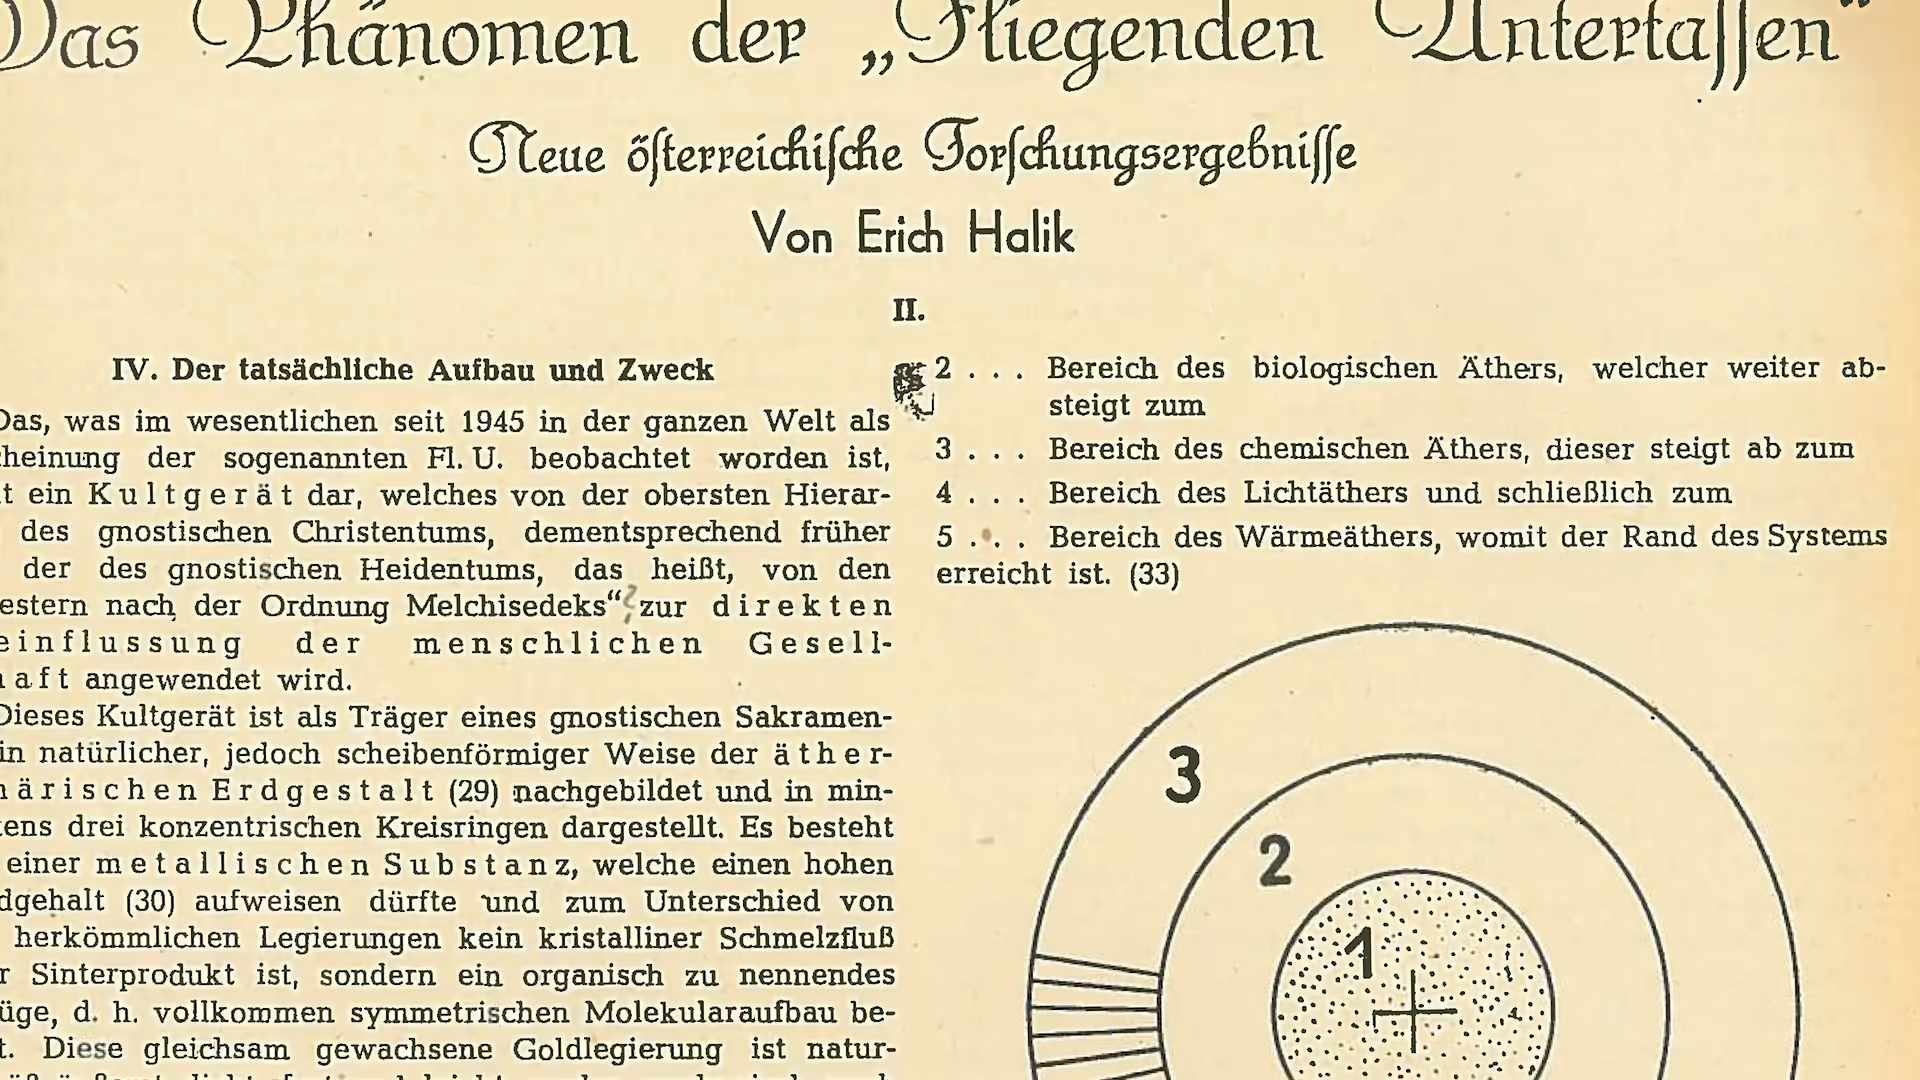 Das Phänomen der „Fliegenden Untertassen“
Neue österreichische Forschungsergebnisse
Von Erich Halik
II.
IV. Der tatsächliche Aufbau und Zweck
Das, was im wesentlichen seit 1945 in der ganzen Welt als
heinung der sogenannten Fl. U. beobachtet worden ist,
t ein Kultgerät dar, welches von der obersten Hierar-
des gnostischen Christentums, dementsprechend früher
der des gnostischen Heidentums, das heißt, von den
estern nach der Ordnung Melchisedeks“ zur direkten
einflussung der menschlichen Gesell-
aft angewendet wird.
Dieses Kultgerät ist als Träger eines gnostischen Sakramen-
in natürlicher, jedoch scheibenförmiger Weise der äther-
ärischen Erdgestalt (29) nachgebildet und in min-
tens drei konzentrischen Kreisringen dargestellt. Es besteht
einer metallischen Substanz, welche einen hohen
dgehalt (30) aufweisen dürfte und zum Unterschied von
herkömmlichen Legierungen kein kristalliner Schmelzfluß
r Sinterprodukt ist, sondern ein organisch zu nennendes
üge, d. h. vollkommen symmetrischen Molekularaufbau be-
t. Diese gleichsam gewachsene Goldlegierung ist natur-
2 . . . Bereich des biologischen Äthers, welcher weiter ab-
steigt zum
3 . . . Bereich des chemischen Äthers, dieser steigt ab zum
4 . . . Bereich des Lichtäthers und schließlich zum
5 . . . Bereich des Wärmeäthers, womit der Rand des Systems
erreicht ist. (33)
3
2
1